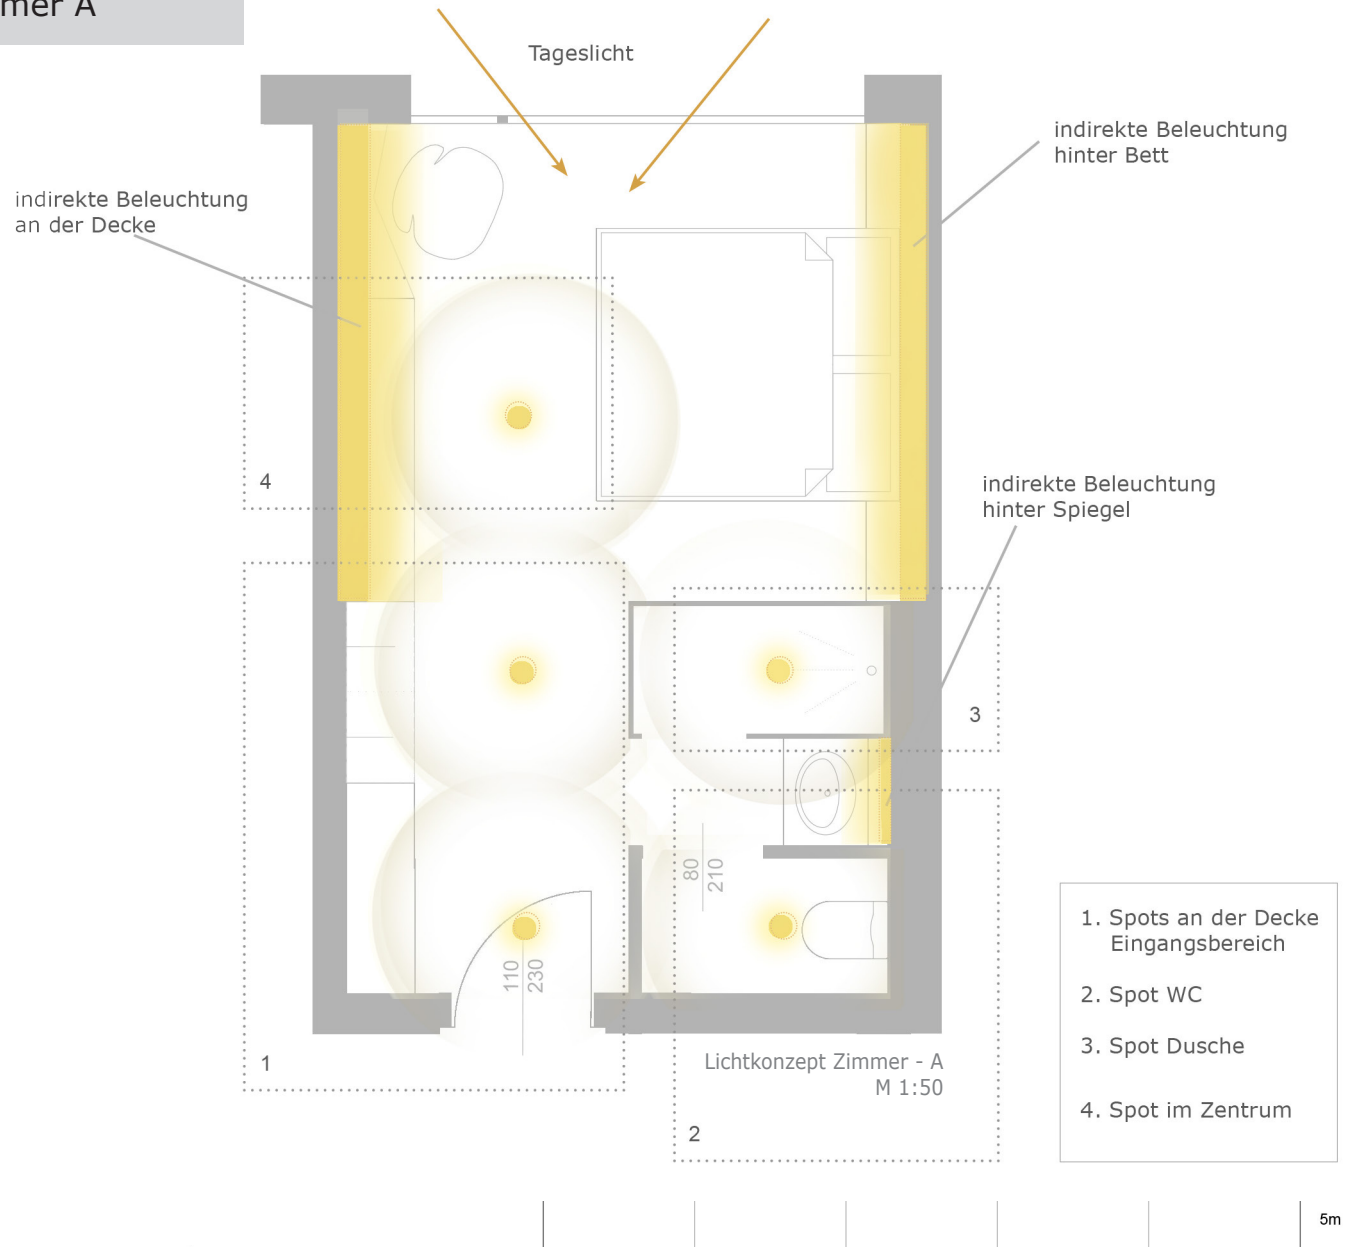 mer A
Tageslicht
indirekte Beleuchtung
hinter Bett
indirekte Beleuchtung
an der Decke
4
indirekte Beleuchtung
hinter Spiegel
3
80
210
110
230
1. Spots an der Decke
Eingangsbereich
2. Spot WC
3. Spot Dusche
4. Spot im Zentrum
1
Lichtkonzept Zimmer - A
M 1:50
2
5m